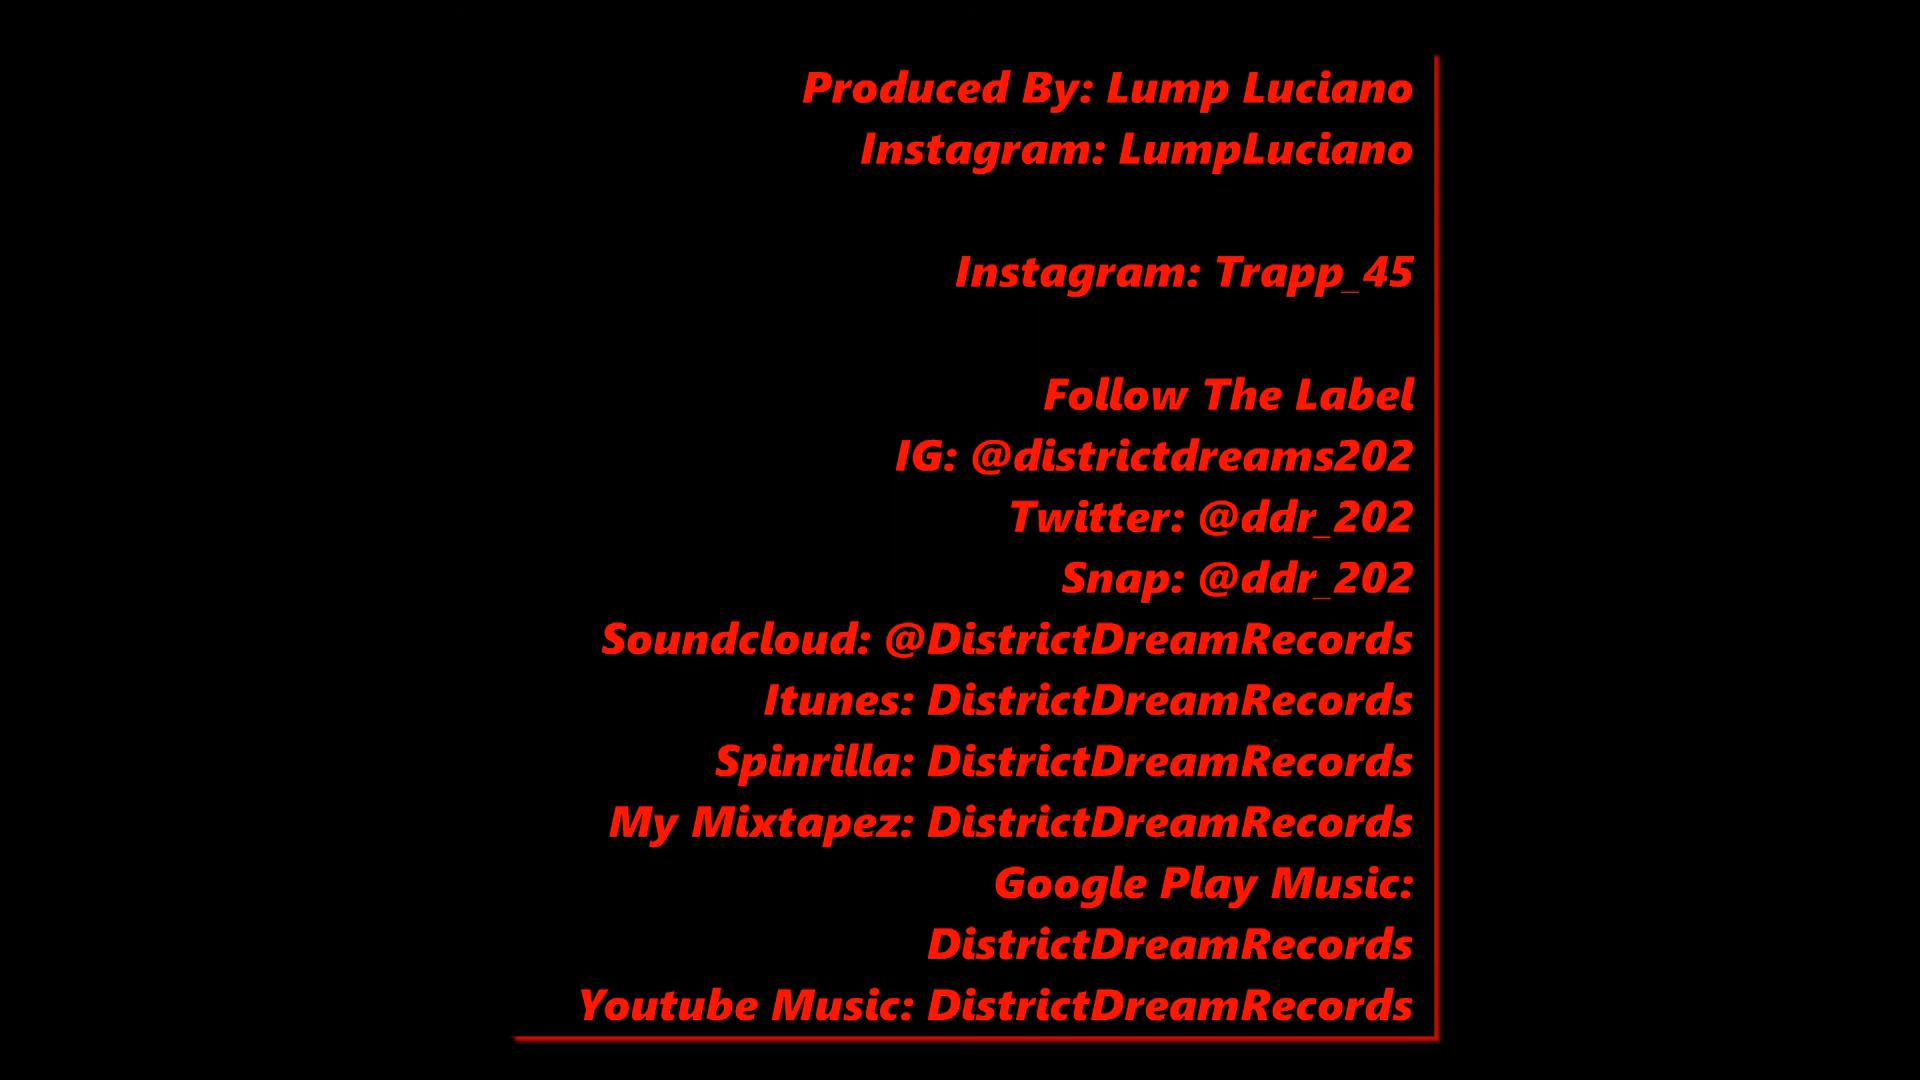 Produced By: Lump Luciano
Instagram: LumpLuciano
Instagram: Trapp_45
Follow The Label
IG: @districtdreams202
Twitter: @ddr_202
Snap: @ddr_202
Soundcloud: @DistrictDreamRecords
Itunes: DistrictDreamRecords
Spinrilla: DistrictDreamRecords
My Mixtapez: DistrictDreamRecords
Google Play Music:
DistrictDreamRecords
Youtube Music: DistrictDreamRecords